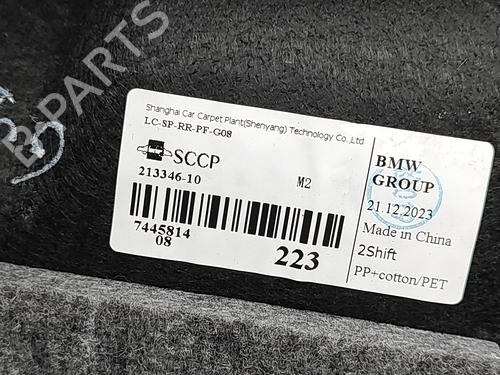 B-PARTS
Shanghai Car Carpet Plant(Shenyang) Technology Co.,Ltd
LC-SP-RR-PF-G08
SCCP
213346-10
M2
7445814
08
223
BMW
GROUP
21.12.2023
Made in China
2Shift
PP+cotton/PET